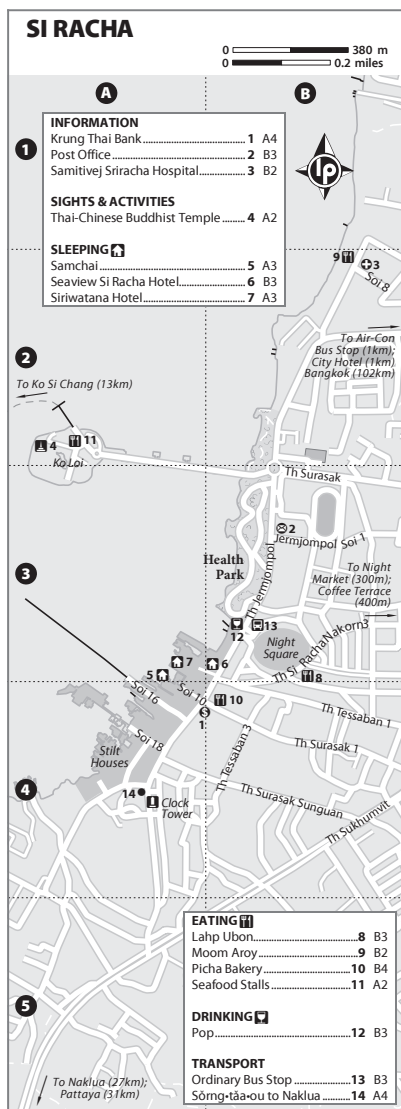 SI RACHA
0 380 m
0 0.2 miles
A B
1
INFORMATION
Krung Thai Bank 1 A4
Post Office 2 B3
Samitivej Sriracha Hospital 3 B2
SIGHTS & ACTIVITIES
Thai-Chinese Buddhist Temple 4 A2
SLEEPING
Samchai 5 A3
Seaview Si Racha Hotel 6 B3
Siriwatana Hotel 7 A3
lp
9
3
Soi 8
To Air-Con
Bus Stop (1km);
City Hotel (1km)
Bangkok (102km)
2
To Ko Si Chang (13km)
4
11
Ko Loi
Th Surasak
2
Jermjompol Soi 1
Th Jermjompol
Health
Park
3
To Night
Market (300m);
Coffee Terrace
(400m)
12
13
Night
Square
Th Si RachaNakorn3
7
6
5
8
Soi 10
Soi 16
10
1
Th Tessaban 1
Soi 18
Stilt
Houses
Th Surasak 1
Th Tessaban 3
4
14
Clock
Tower
Th Surasak Sunguan
Th Sukhumvit
EATING
Lahp Ubon 8 B3
Moom Aroy 9 B2
Picha Bakery 10 B4
Seafood Stalls 11 A2
DRINKING
Pop 12 B3
TRANSPORT
Ordinary Bus Stop 13 B3
Sŏrng•tăa•ou to Naklua 14 A4
5
To Naklua (27km);
Pattaya (31km)